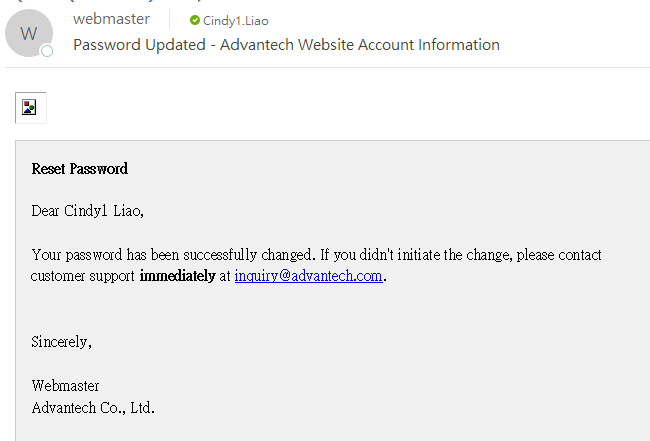 W
webmaster
Cindy1.Liao
Password Updated - Advantech Website Account Information
Reset Password
Dear Cindy1 Liao,
Your password has been successfully changed. If you didn't initiate the change, please contact
customer support immediately at inquiry@advantech.com.
Sincerely,
Webmaster
Advantech Co., Ltd.